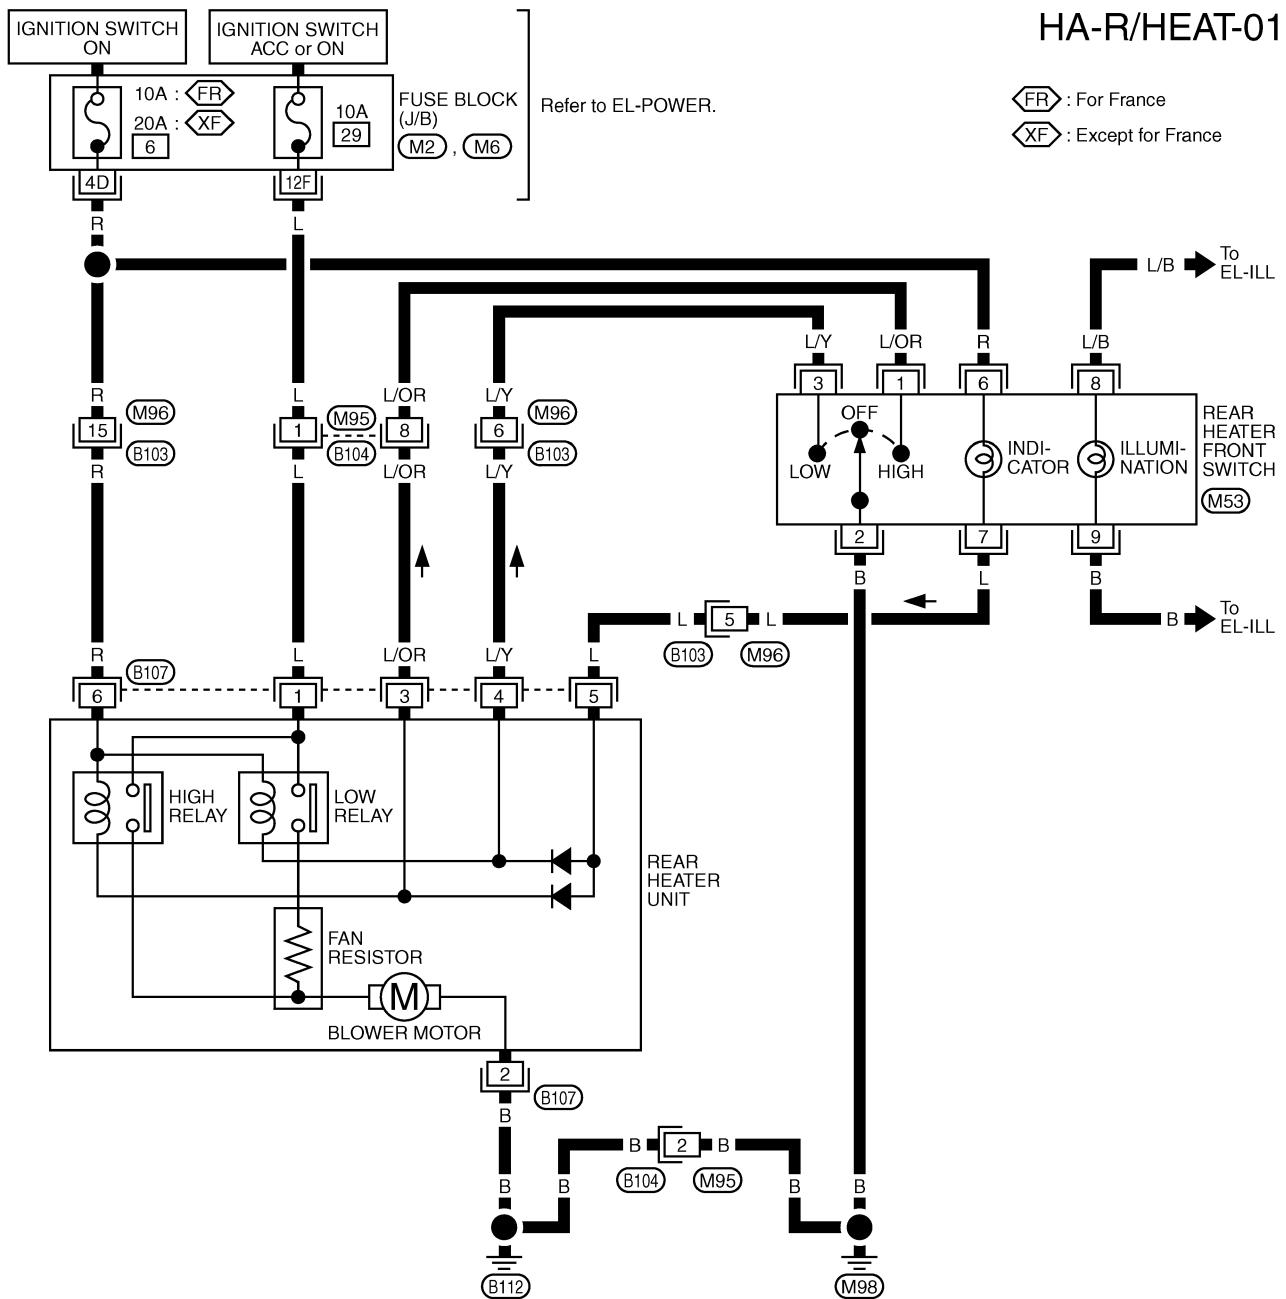 HA-R/HEAT-01
IGNITION SWITCH
ON
IGNITION SWITCH
ACC or ON
10A : FR
20A : XF
6
10A
29
FUSE BLOCK
(J/B)
M2 , M6
Refer to EL-POWER.
FR : For France
XF : Except for France
4D
12F
R
L
L/B
To
EL-ILL
L/Y
L/OR
R
L/B
3
1
6
8
R
L
L/OR
L/Y
M96
M95
M96
15
1
8
6
B103
B104
B103
R
L
L/OR
L/Y
OFF
LOW
HIGH
INDI-
CATOR
ILLUMI-
NATION
REAR
HEATER
FRONT
SWITCH
M53
2
7
9
B
L
B
L
5
L
B
To
EL-ILL
B103
M96
R
L
L/OR
L/Y
L
B107
6
1
3
4
5
HIGH
RELAY
LOW
RELAY
REAR
HEATER
UNIT
FAN
RESISTOR
M
BLOWER MOTOR
2
B107
B
B
2
B
B104
M95
B
B
B
B
B112
M98